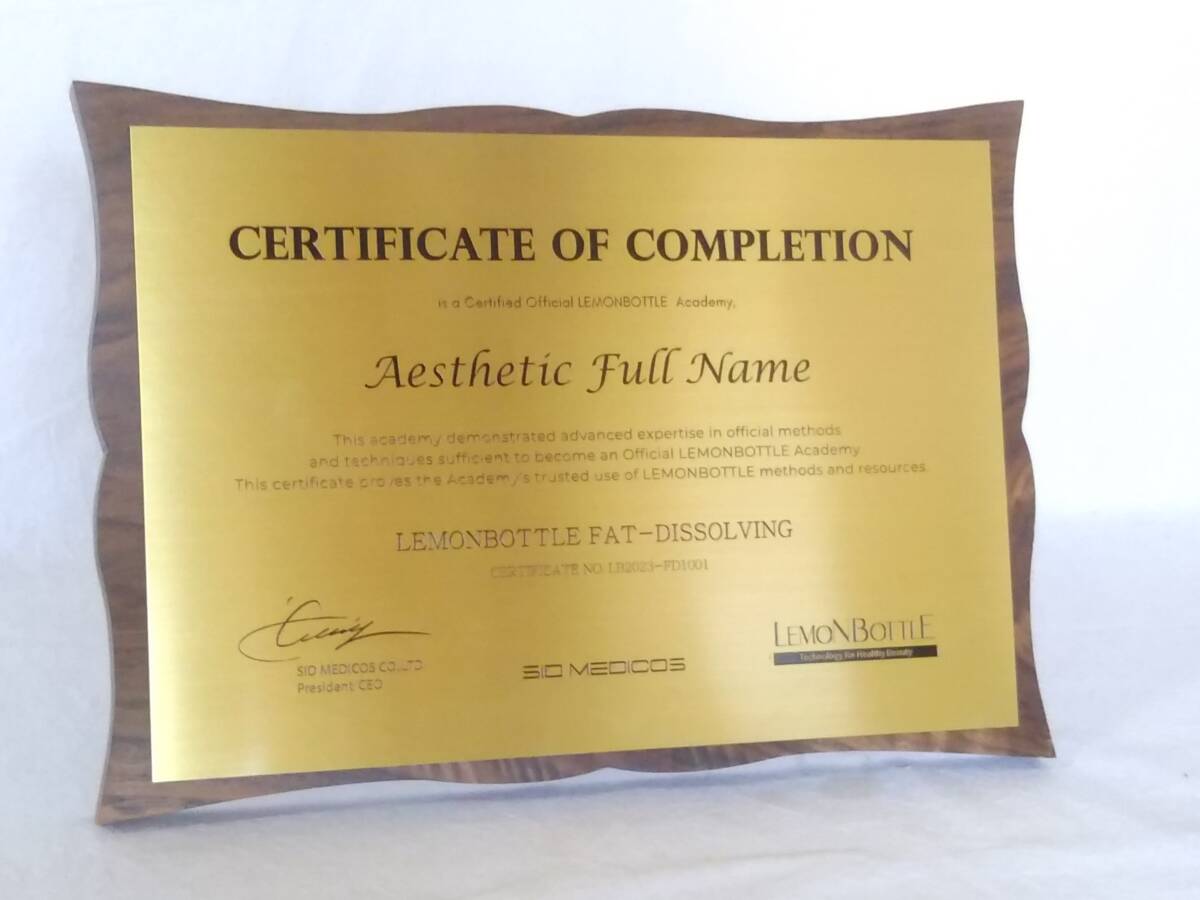 CERTIFICATE OF COMPLETION
is a Certified Official LEMONBOTTLE Academy,
Aesthetic Full Name
This academy demonstrated advanced expertise in official methods
and techniques sufficient to become an Official LEMONBOTTLE Academy
This certificate proves the Academy's trusted use of LEMONBOTTLE methods and resources
LEMONBOTTLE FAT-DISSOLVING
CERTIFICATE NO. LB2023-FD1001
SID MEDICOS CO.,LTD
President CEO
SID MEDICOS
LEMONBOTTLE
Technology for Healthy Beauty